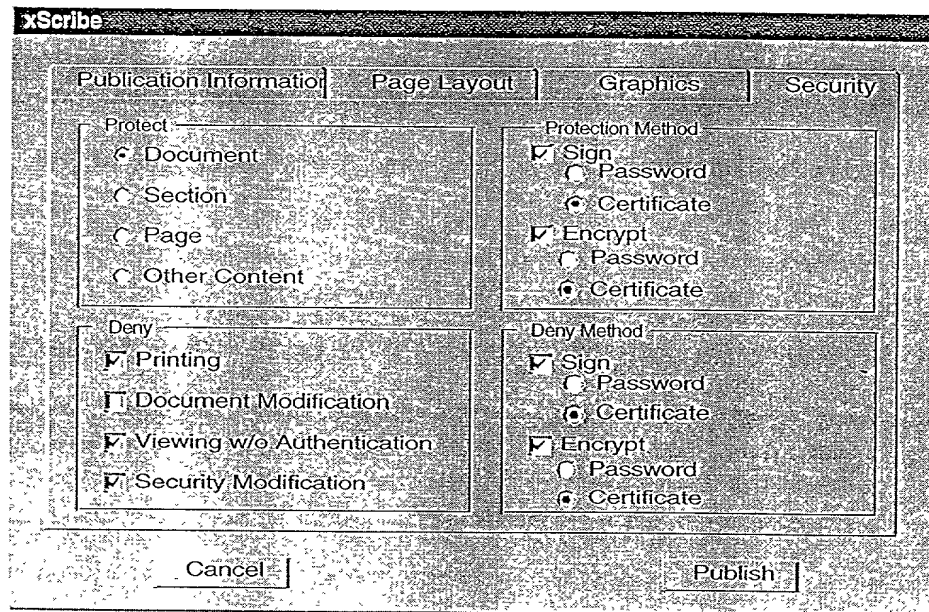 xScribe
Publication Information Page Layout Graphics Security
Protect
Document
Section
Page
Other Content
Protection Method
Sign
Password
Certificate
Encrypt
Password
Certificate
Deny
Printing
Document Modification
Viewing w/o Authentication
Security Modification
Deny Method
Sign
Password
Certificate
Encrypt
Password
Certificate
Cancel Publish